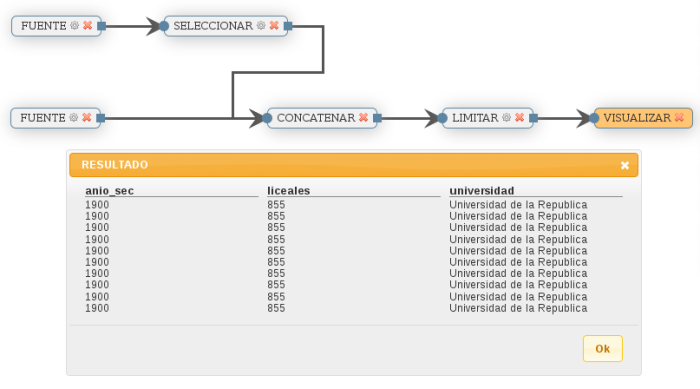 FUENTE SELECCIONAR
FUENTE CONCATENAR LIMITAR VISUALIZAR
RESULTADO
anio_sec liceales universidad
1900 855 Universidad de la Republica
1900 855 Universidad de la Republica
1900 855 Universidad de la Republica
1900 855 Universidad de la Republica
1900 855 Universidad de la Republica
1900 855 Universidad de la Republica
1900 855 Universidad de la Republica
1900 855 Universidad de la Republica
1900 855 Universidad de la Republica
1900 855 Universidad de la Republica
Ok